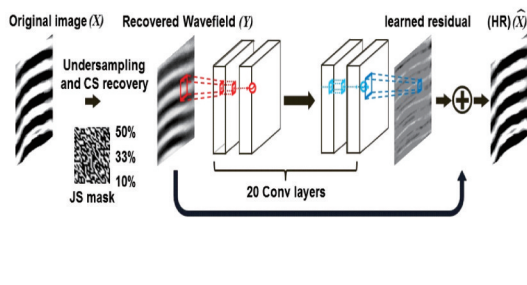 Original image (X)
Recovered Wavefield (Y)
learned residual
(HR)(X̂)
Undersampling
and CS recovery
50%
33%
10%
JS mask
20 Conv layers